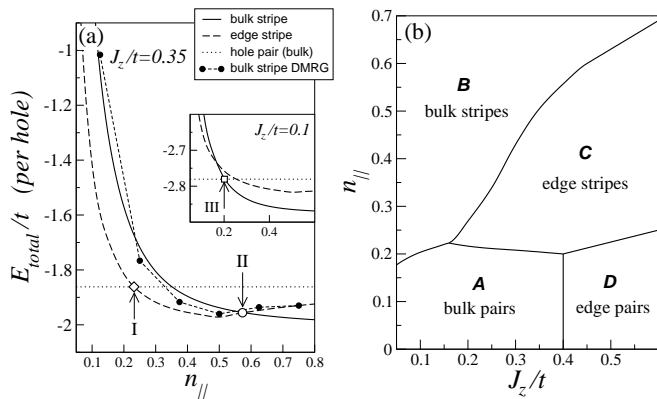 (a)
J_z/t=0.35
bulk stripe
edge stripe
hole pair (bulk)
bulk stripe DMRG
-1
-1.2
-1.4
-1.6
-1.8
-2
E_total/t (per hole)
J_z/t=0.1
-2.7
-2.8
0.2
0.4
III
II
I
0.1
0.2
0.3
0.4
0.5
0.6
0.7
0.8
n_//
(b)
0.7
0.6
0.5
0.4
0.3
0.2
0.1
0
n_//
B
bulk stripes
C
edge stripes
A
bulk pairs
D
edge pairs
0.1
0.2
0.3
0.4
0.5
J_z/t